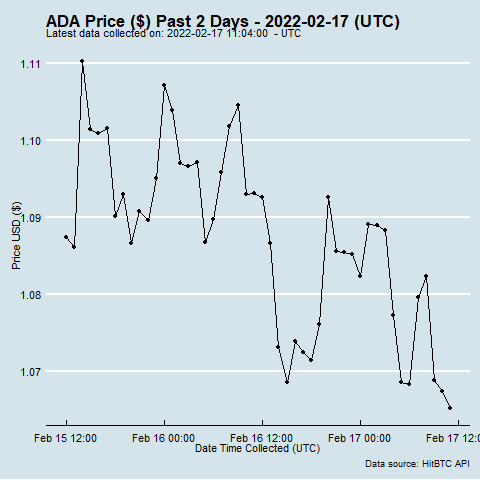 ADA Price ($) Past 2 Days - 2022-02-17 (UTC)
Latest data collected on: 2022-02-17 11:04:00  - UTC
1.11
1.10
1.09
1.08
1.07
Price USD ($)
Feb 15 12:00 Feb 16 00:00 Feb 16 12:00 Feb 17 00:00 Feb 17 12:0
Date Time Collected (UTC)
Data source: HitBTC API